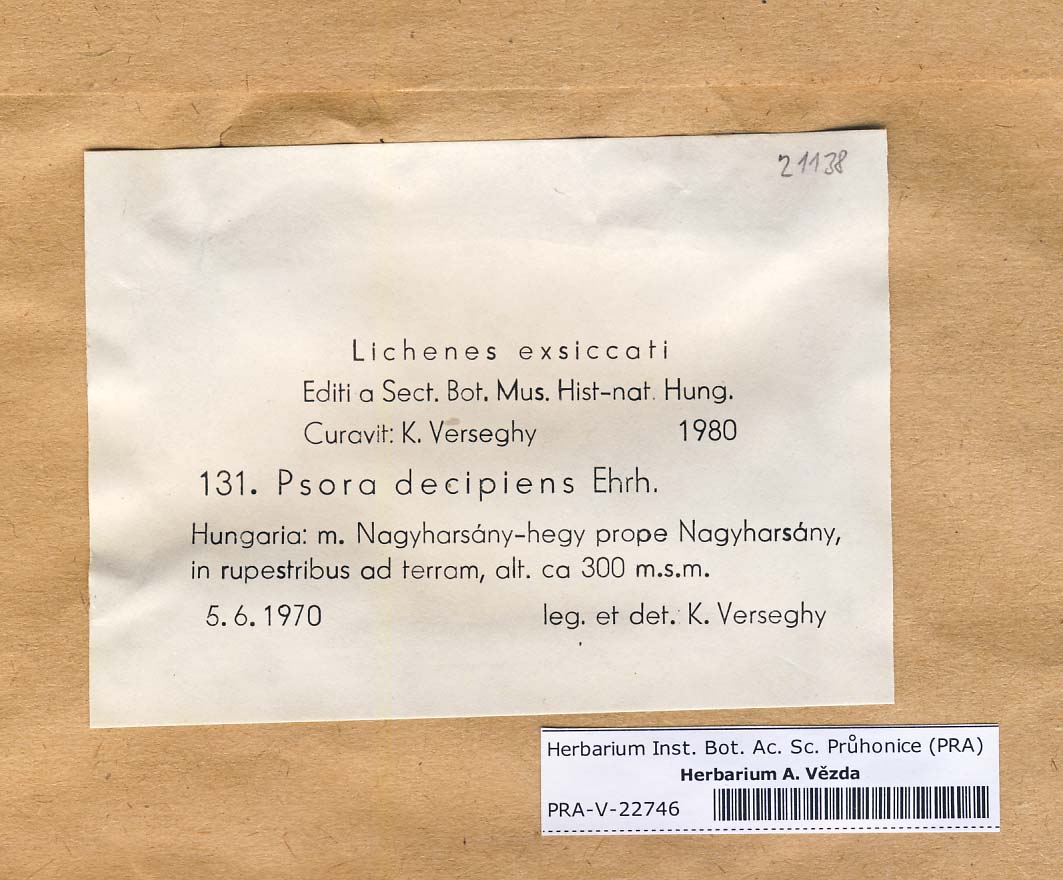 21138
Lichenes exsiccati
Editi a Sect. Bot. Mus. Hist-nat. Hung.
Curavit: K. Verseghy 1980
131. Psora decipiens Ehrh.
Hungaria: m. Nagyharsány-hegy prope Nagyharsány,
in rupestribus ad terram, alt. ca 300 m.s.m.
5.6.1970 leg. et det. K. Verseghy
Herbarium Inst. Bot. Ac. Sc. Průhonice (PRA)
Herbarium A. Vězda
PRA-V-22746